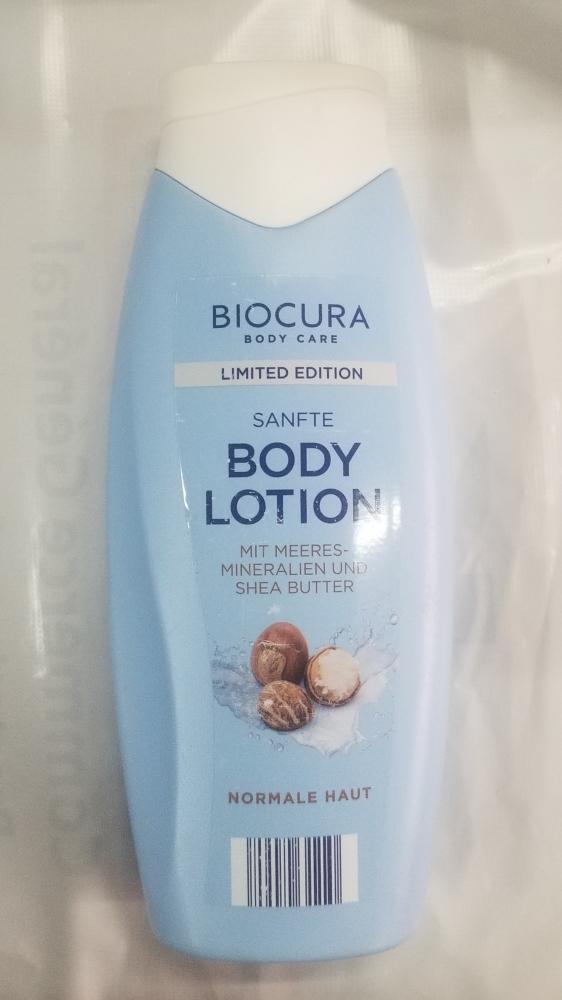 BIOCURA
BODY CARE
LIMITED EDITION
SANFTE
BODY
LOTION
MIT MEERES-
MINERALIEN UND
SHEA BUTTER
NORMALE HAUT